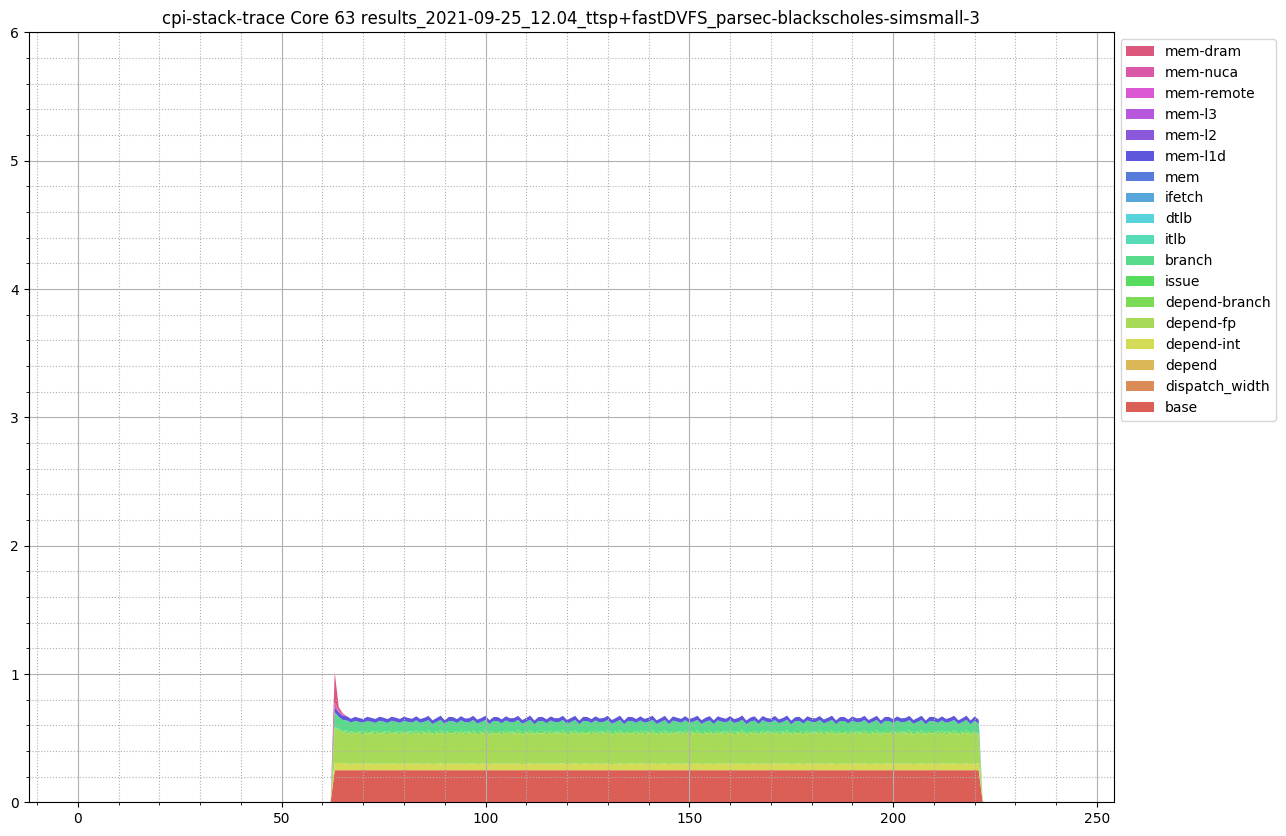 cpi-stack-trace Core 63 results_2021-09-25_12.04_ttsp+fastDVFS_parsec-blackscholes-simsmall-3
6
5
4
3
2
1
0
0
50
100
150
200
250
mem-dram
mem-nuca
mem-remote
mem-l3
mem-l2
mem-l1d
mem
ifetch
dtlb
itlb
branch
issue
depend-branch
depend-fp
depend-int
depend
dispatch_width
base